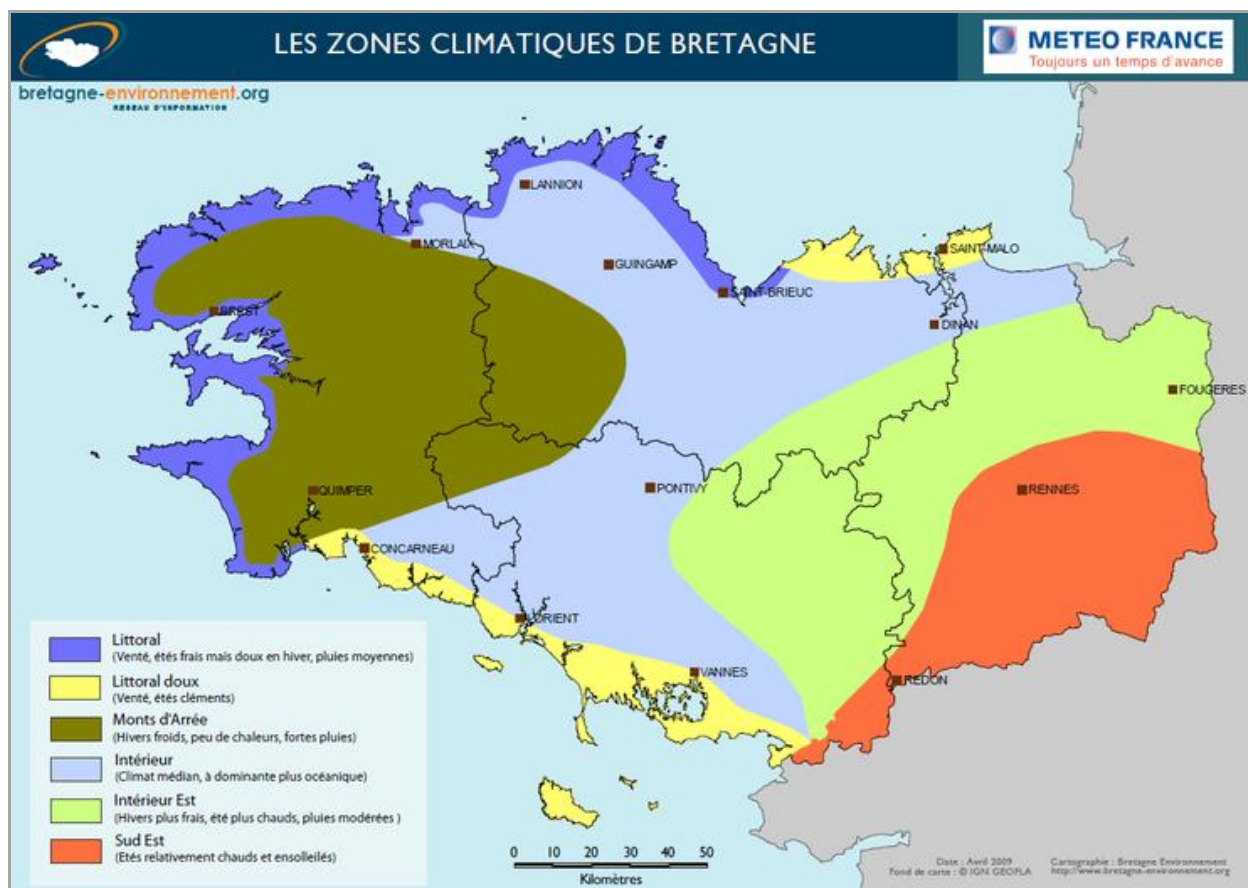 LES ZONES CLIMATIQUES DE BRETAGNE
METEO FRANCE
Toujours un temps d'avance
bretagne-environnement.org
RESEAU D'INFORMATION
LANNION
MORLAIX
GUINGAMP
SAINT-MALO
SAINT-BRIEUC
BREST
DINAN
FOUGERES
QUIMPER
PONTIVY
RENNES
CONCARNEAU
LORIENT
VANNES
REDON
Littoral
(Venté, étés frais mais doux en hiver, pluies moyennes)
Littoral doux
(Venté, étés cléments)
Monts d'Arrée
(Hivers froids, peu de chaleurs, fortes pluies)
Intérieur
(Climat médian, à dominante plus océanique)
Intérieur Est
(Hivers plus frais, été plus chauds, pluies modérées )
Sud Est
(Etés relativement chauds et ensolleilés)
0 10 20 30 40 50
Kilomètres
Date : Avril 2009
Fond de carte : © IGN GEOFLA
Cartographie : Bretagne Environnement
http://www.bretagne-environnement.org